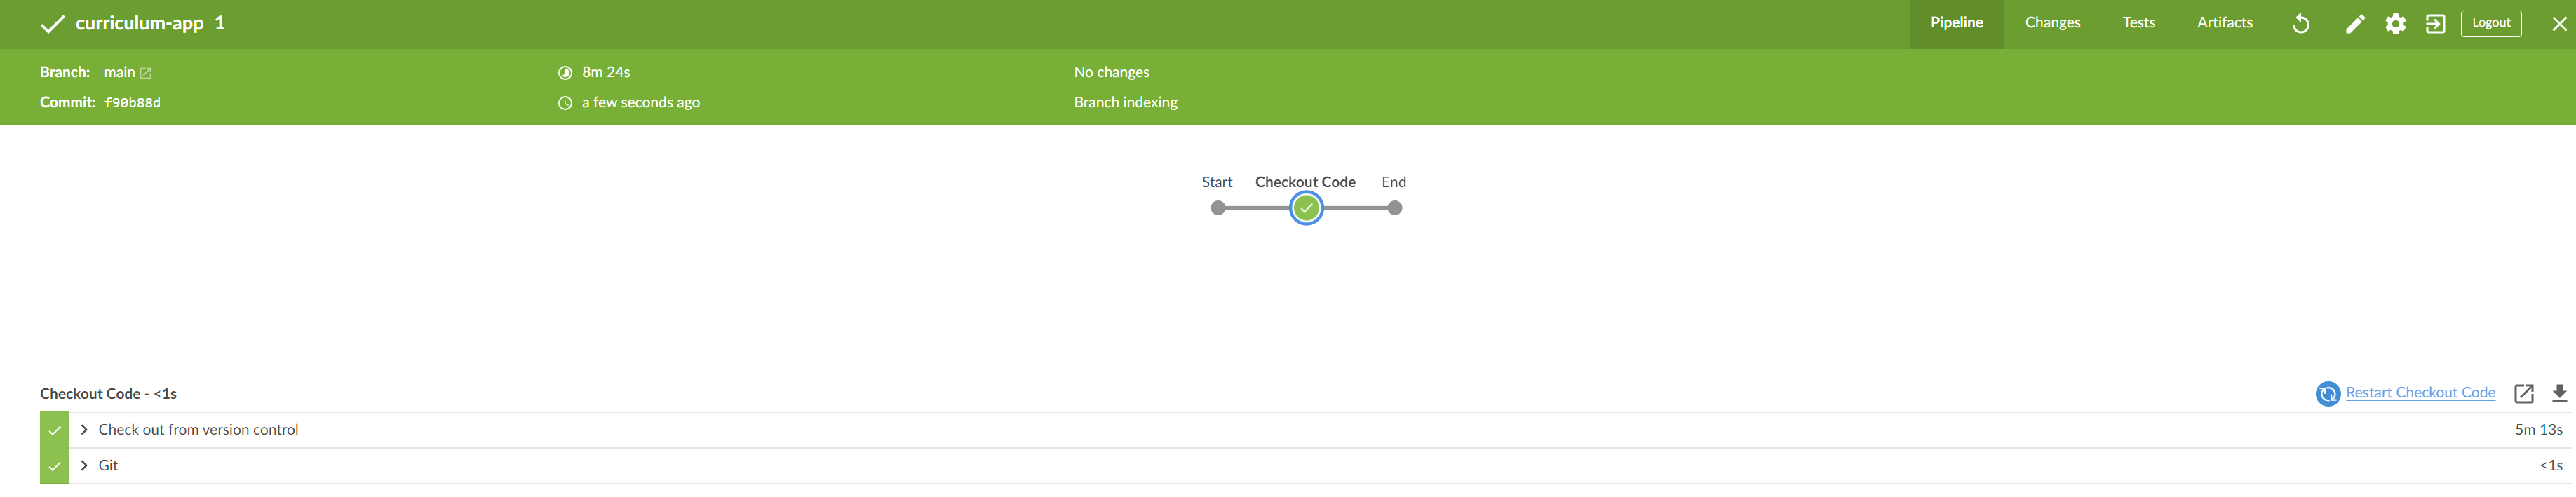 curriculum-app 1
Pipeline Changes Tests Artifacts Logout
Branch: main 8m 24s No changes
Commit: f90b88d a few seconds ago Branch indexing
Start Checkout Code End
Checkout Code - <1s Restart Checkout Code
Check out from version control 5m 13s
Git <1s